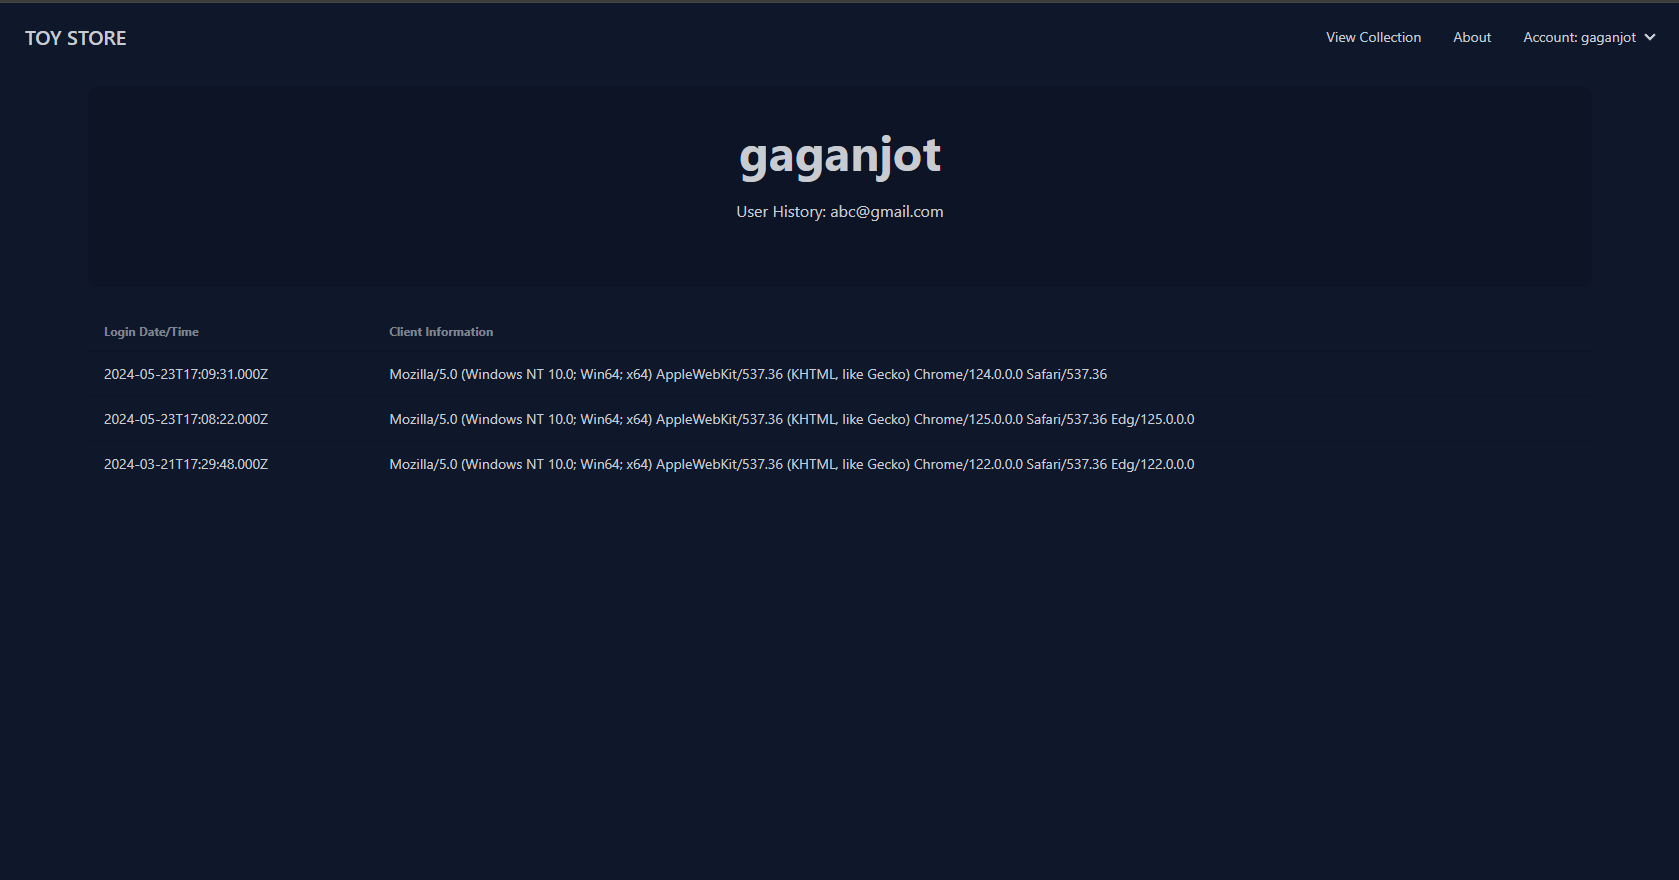 TOY STORE
View Collection
About
Account: gaganjot
gaganjot
User History: abc@gmail.com
Login Date/Time Client Information
2024-05-23T17:09:31.000Z Mozilla/5.0 (Windows NT 10.0; Win64; x64) AppleWebKit/537.36 (KHTML, like Gecko) Chrome/124.0.0.0 Safari/537.36
2024-05-23T17:08:22.000Z Mozilla/5.0 (Windows NT 10.0; Win64; x64) AppleWebKit/537.36 (KHTML, like Gecko) Chrome/125.0.0.0 Safari/537.36 Edg/125.0.0.0
2024-03-21T17:29:48.000Z Mozilla/5.0 (Windows NT 10.0; Win64; x64) AppleWebKit/537.36 (KHTML, like Gecko) Chrome/122.0.0.0 Safari/537.36 Edg/122.0.0.0